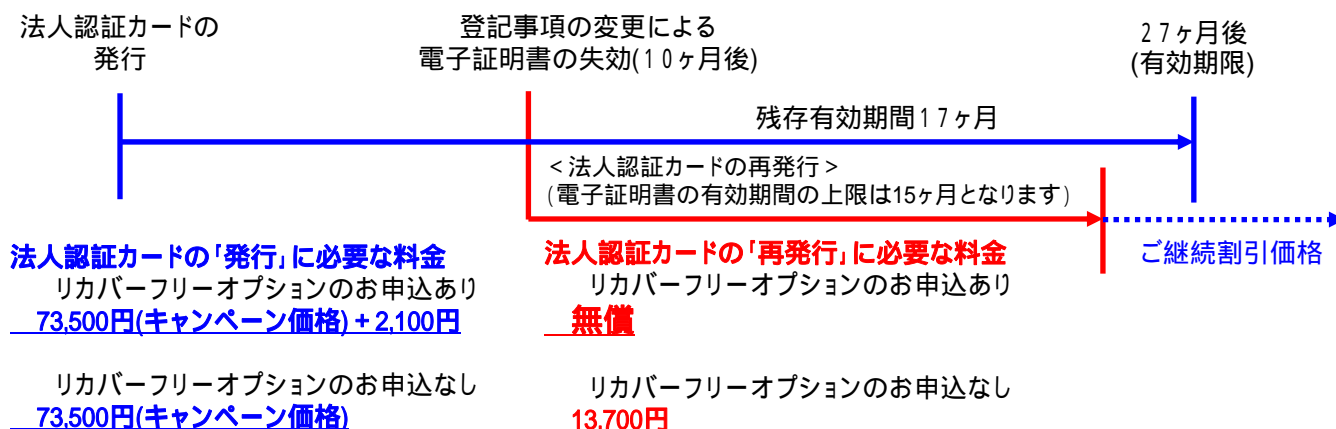 法人認証カードの
発行
登記事項の変更による
電子証明書の失効(10ヶ月後)
27ヶ月後
(有効期限)
残存有効期間17ヶ月
<法人認証カードの再発行>
(電子証明書の有効期間の上限は15ヶ月となります)
ご継続割引価格
法人認証カードの「発行」に必要な料金
リカバーフリーオプションのお申込あり
73,500円(キャンペーン価格)+2,100円
リカバーフリーオプションのお申込なし
73,500円(キャンペーン価格)
法人認証カードの「再発行」に必要な料金
リカバーフリーオプションのお申込あり
無償
リカバーフリーオプションのお申込なし
13,700円